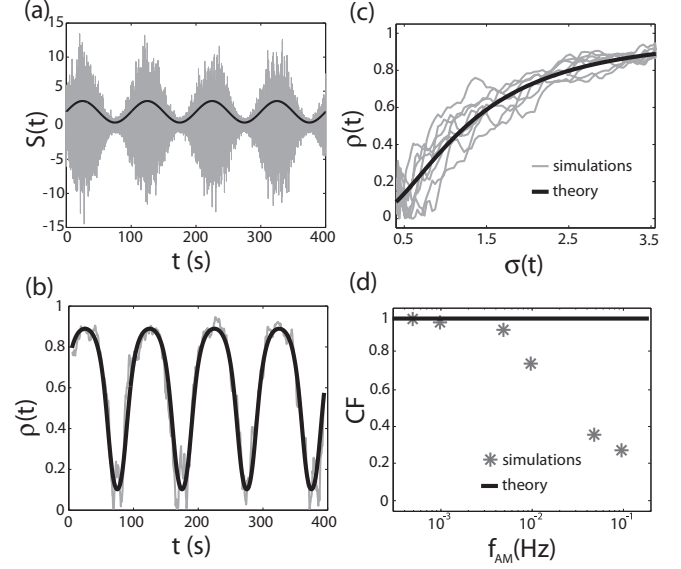 (a)
S(t)
15
10
5
0
-5
-10
15
0
100
200
300
400
t (s)
(b)
ρ(t)
1
0.8
0.6
0.4
0.2
0
0
100
200
300
400
t (s)
(c)
ρ(t)
1
0.8
0.6
0.4
0.2
0
simulations
theory
0.5
1.5
2.5
3.5
σ(t)
(d)
CF
1
0.8
0.6
0.4
0.2
0
simulations
theory
10⁻³
10⁻²
10⁻¹
f_AM(Hz)